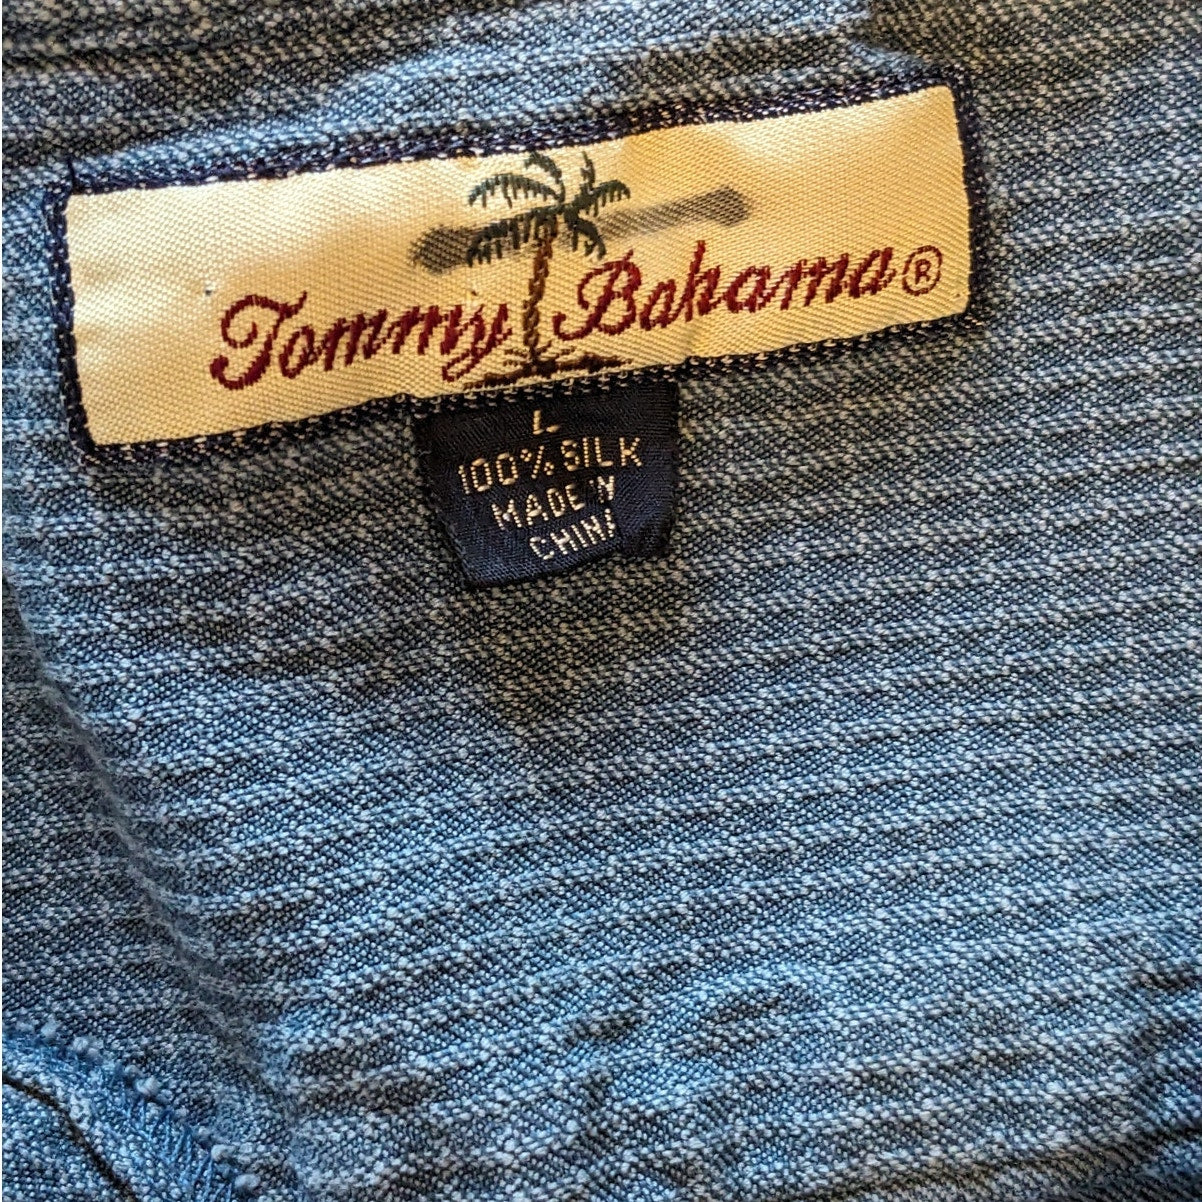 Tommy Bahama®
L
100% SILK
MADE IN
CHINA